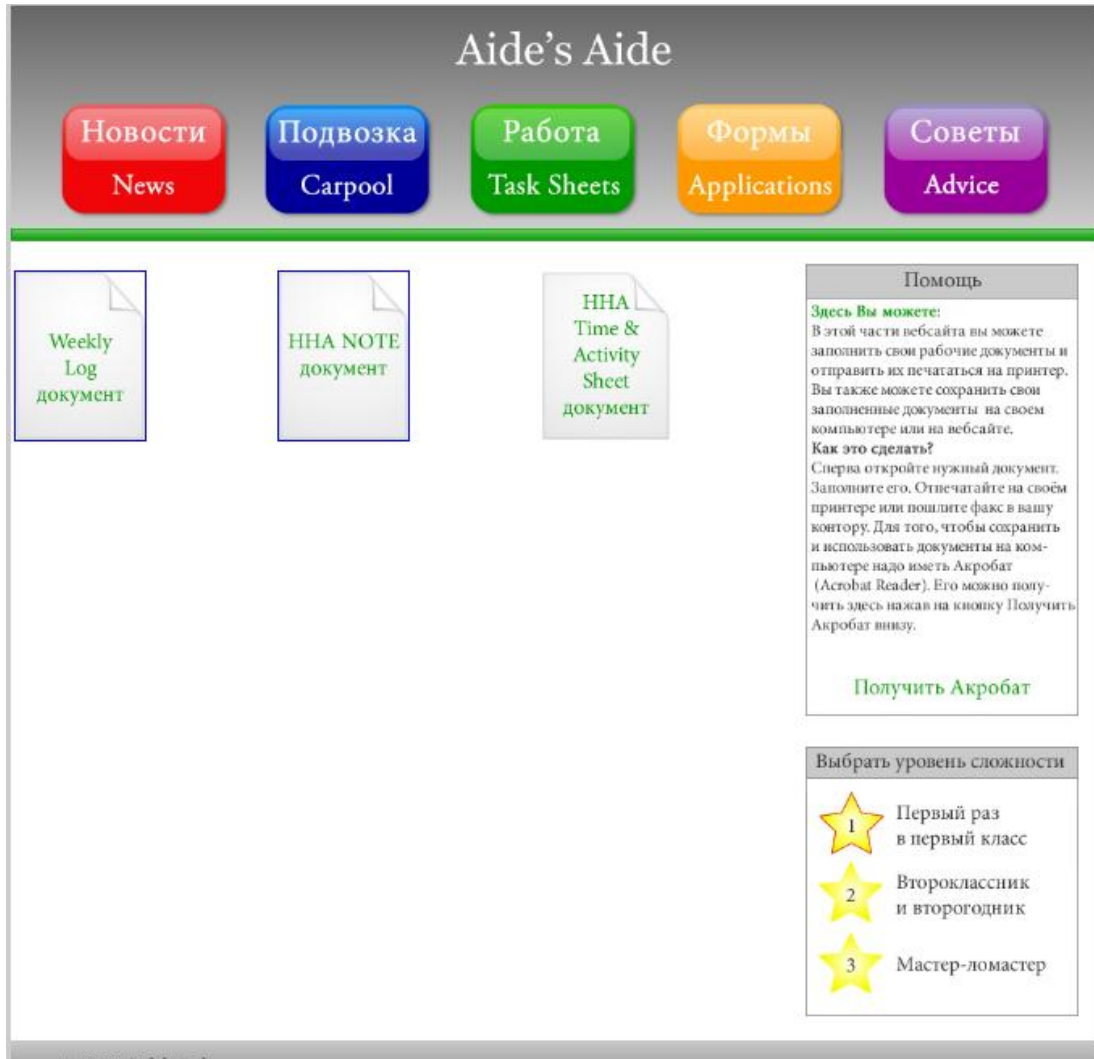 Aide's Aide
Новости
News
Подвозка
Carpool
Работа
Task Sheets
Формы
Applications
Советы
Advice
Weekly
Log
документ
HHA NOTE
документ
HHA
Time &
Activity
Sheet
документ
Помощь
Здесь Вы можете:
В этой части вебсайта вы можете
заполнить свои рабочие документы и
отправить их печататься на принтер.
Вы также можете сохранить свои
заполненные документы на своем
компьютере или на вебсайте.
Как это сделать?
Сперва откройте нужный документ.
Заполните его. Отпечатайте на своём
принтере или пошлите факс в вашу
контору. Для того, чтобы сохранить
и использовать документы на ком-
пьютере надо иметь Акробат
(Acrobat Reader). Его можно полу-
чить здесь нажав на кнопку Получить
Акробат внизу.
Получить Акробат
Выбрать уровень сложности
1
Первый раз
в первый класс
2
Второклассник
и второгодник
3
Мастер-ломастер